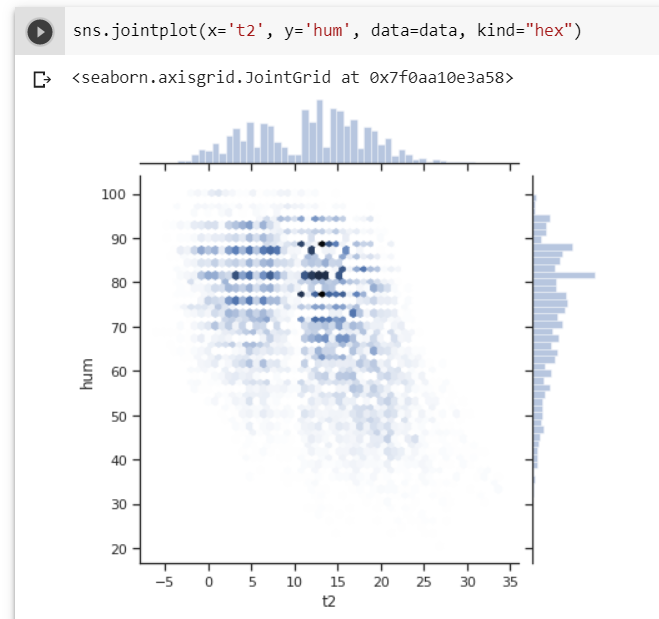 sns.jointplot(x='t2', y='hum', data=data, kind="hex")
<seaborn.axisgrid.JointGrid at 0x7f0aa10e3a58>
100
90
80
70
60
50
40
30
20
hum
−5 0 5 10 15 20 25 30 35
t2